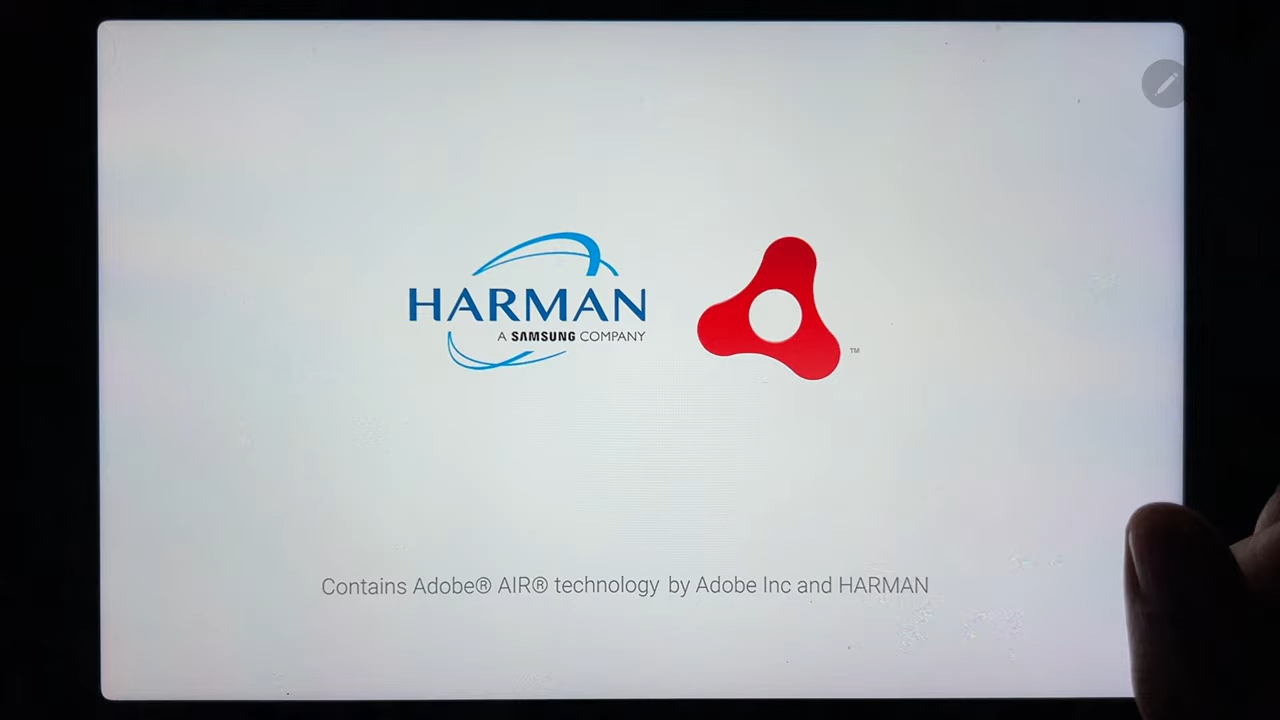 HARMAN
A SAMSUNG COMPANY
TM
Contains Adobe® AIR® technology by Adobe Inc and HARMAN